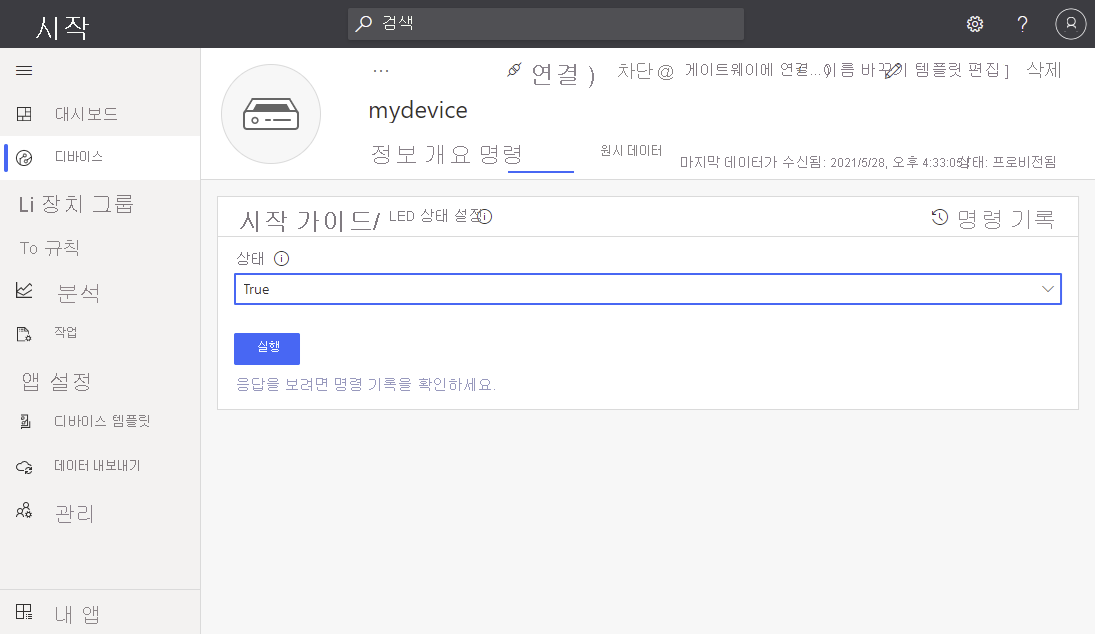 시작
검색
?
대시보드
디바이스
Li 장치 그룹
To 규칙
분석
작업
앱 설정
디바이스 템플릿
데이터 내보내기
관리
내 앱
... 연결 ) 차단 @ 게이트웨이에 연결... 이름 바꾸기 템플릿 편집 ] 삭제
mydevice
정보 개요 명령 원시 데이터 마지막 데이터가 수신됨: 2021/5/28, 오후 4:33:05 상태: 프로비전됨
시작 가이드/ LED 상태 설정 명령 기록
상태
True
실행
응답을 보려면 명령 기록을 확인하세요.